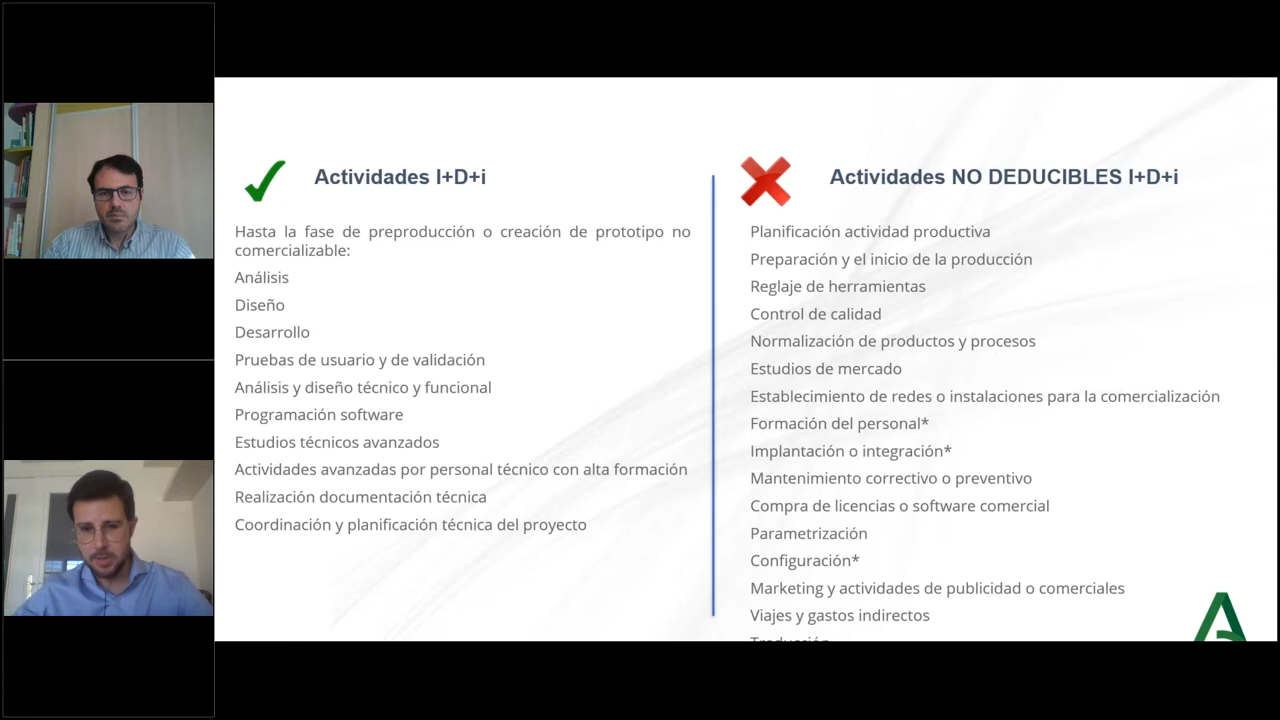 Actividades I+D+i
Hasta la fase de preproducción o creación de prototipo no
comercializable:
Análisis
Diseño
Desarrollo
Pruebas de usuario y de validación
Análisis y diseño técnico y funcional
Programación software
Estudios técnicos avanzados
Actividades avanzadas por personal técnico con alta formación
Realización documentación técnica
Coordinación y planificación técnica del proyecto
Actividades NO DEDUCIBLES I+D+i
Planificación actividad productiva
Preparación y el inicio de la producción
Reglaje de herramientas
Control de calidad
Normalización de productos y procesos
Estudios de mercado
Establecimiento de redes o instalaciones para la comercialización
Formación del personal*
Implantación o integración*
Mantenimiento correctivo o preventivo
Compra de licencias o software comercial
Parametrización
Configuración*
Marketing y actividades de publicidad o comerciales
Viajes y gastos indirectos